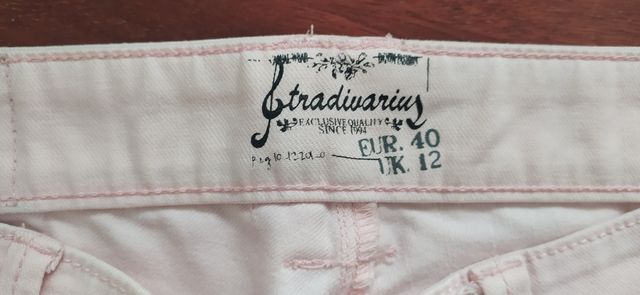 Stradivarius
EXCLUSIVE QUALITY
SINCE 1994
EUR. 40
UK. 12